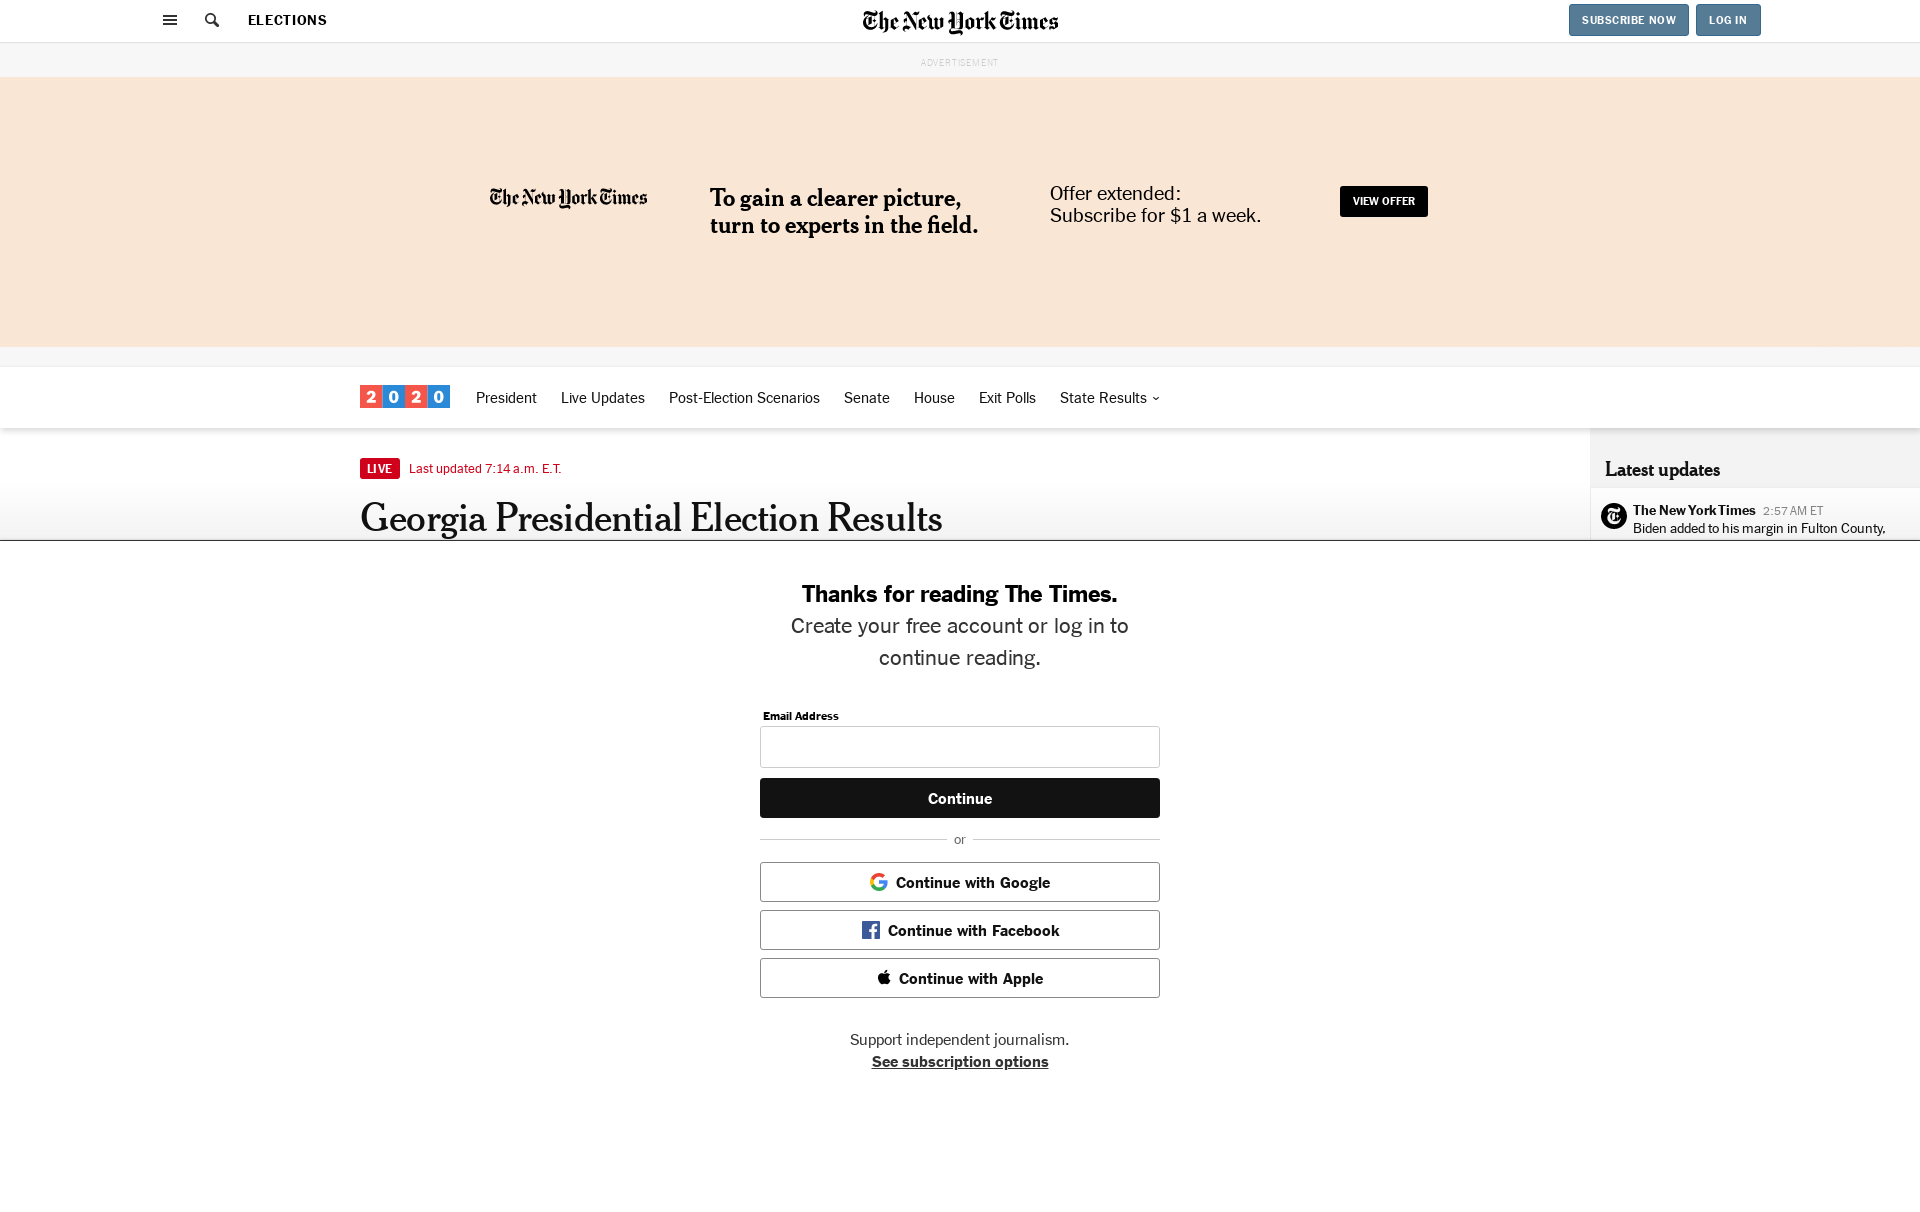 ELECTIONS
The New York Times
SUBSCRIBE NOW
LOG IN
ADVERTISEMENT
The New York Times
To gain a clearer picture,
turn to experts in the field.
Offer extended:
Subscribe for $1 a week.
VIEW OFFER
2020
President
Live Updates
Post-Election Scenarios
Senate
House
Exit Polls
State Results
LIVE
Last updated 7:14 a.m. E.T.
Georgia Presidential Election Results
Latest updates
The New York Times 2:57 AM ET
Biden added to his margin in Fulton County,
Thanks for reading The Times.
Create your free account or log in to
continue reading.
Email Address
Continue
or
Continue with Google
Continue with Facebook
Continue with Apple
Support independent journalism.
See subscription options